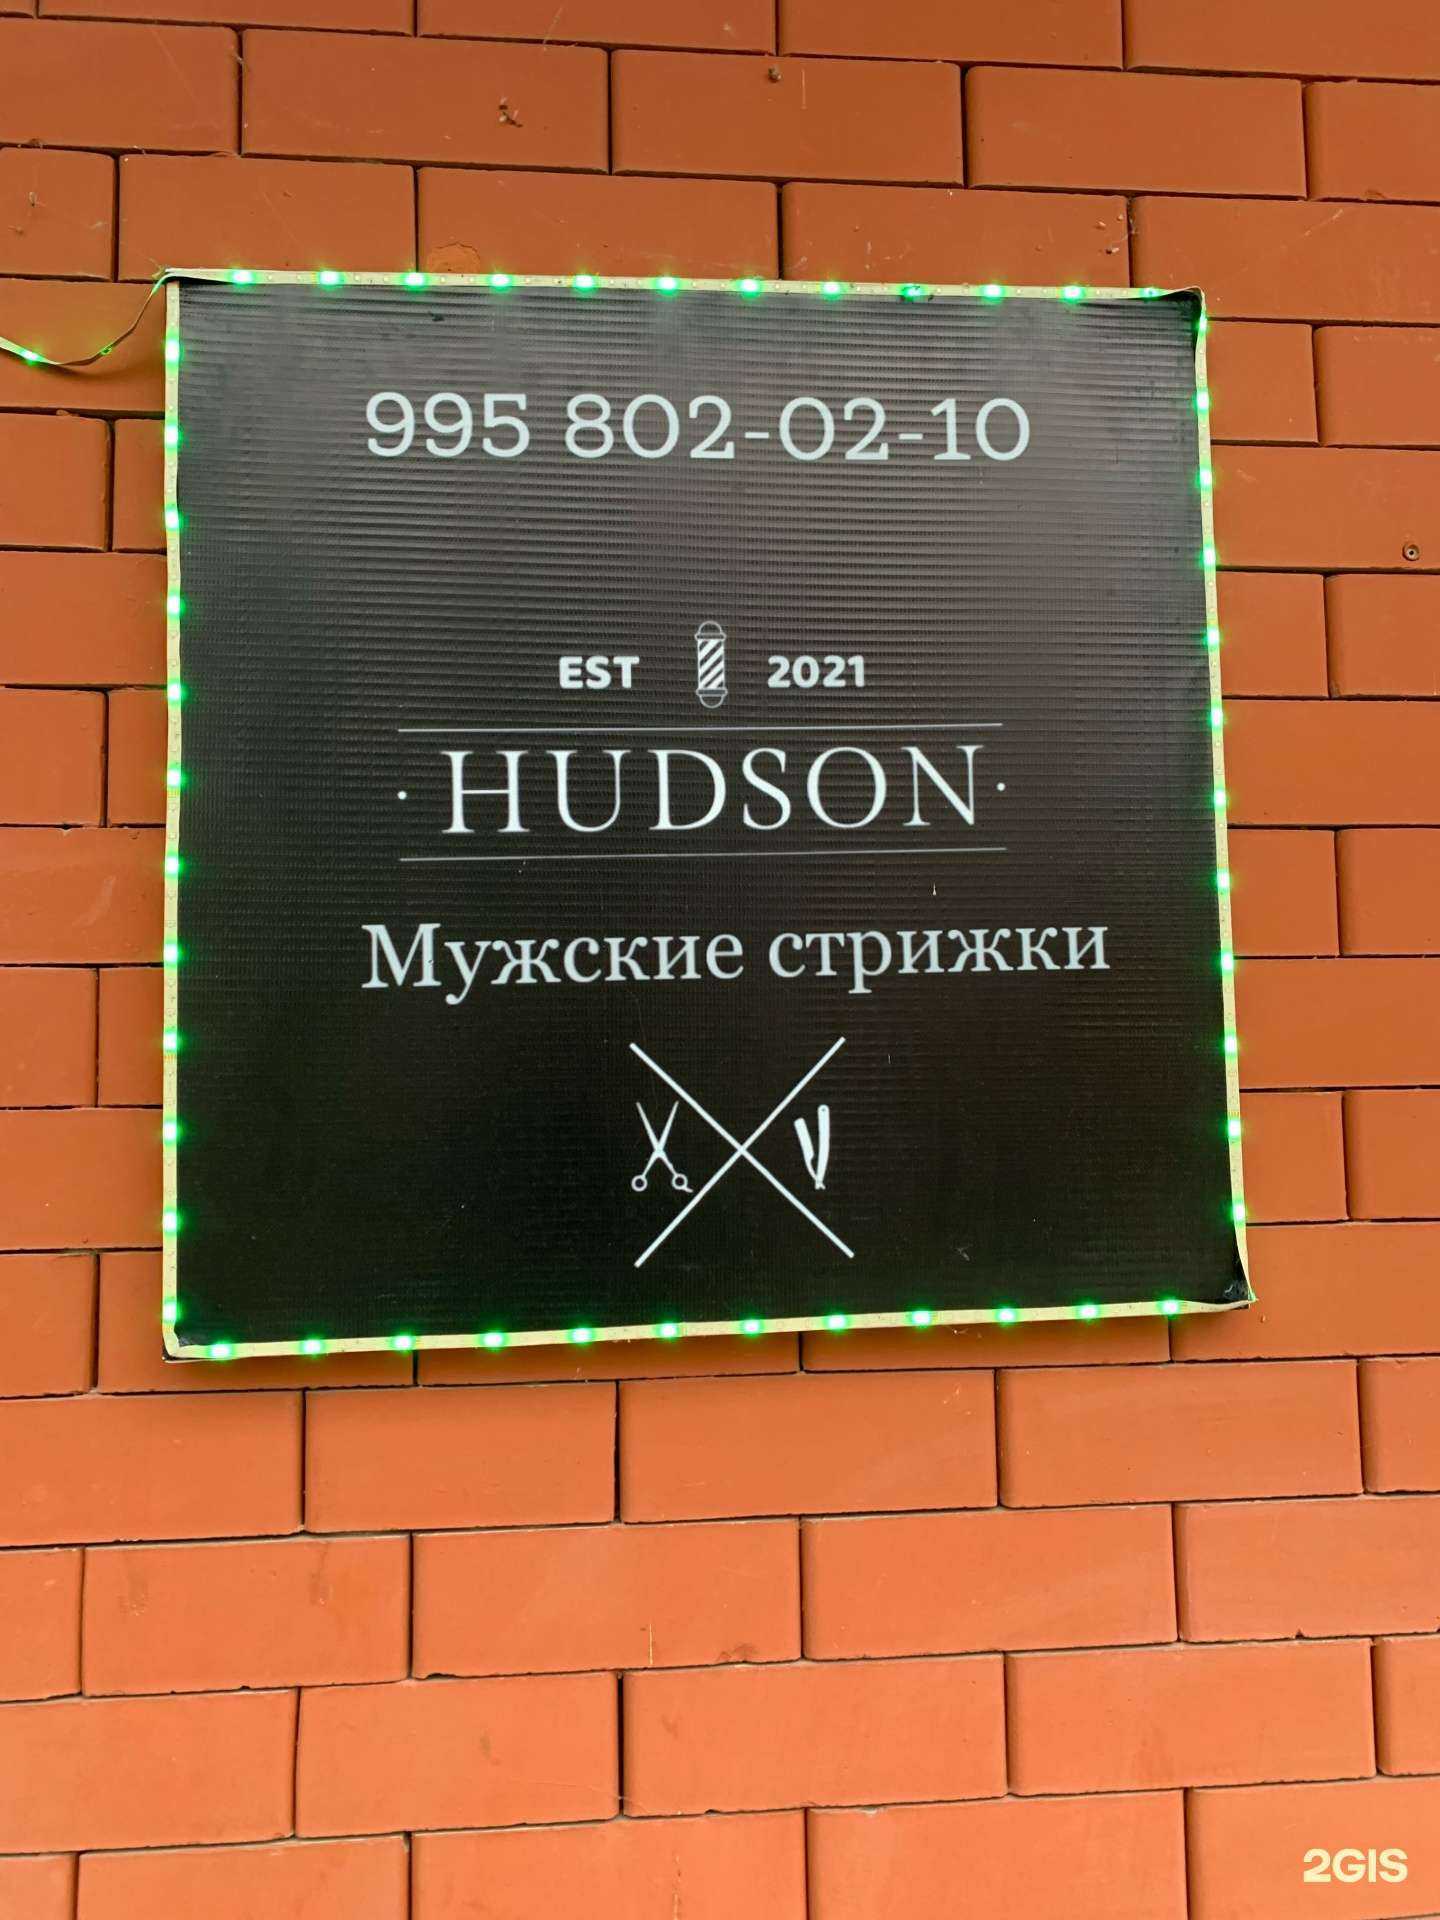 995 802-02-10
EST 2021
· HUDSON ·
Мужские стрижки
2GIS